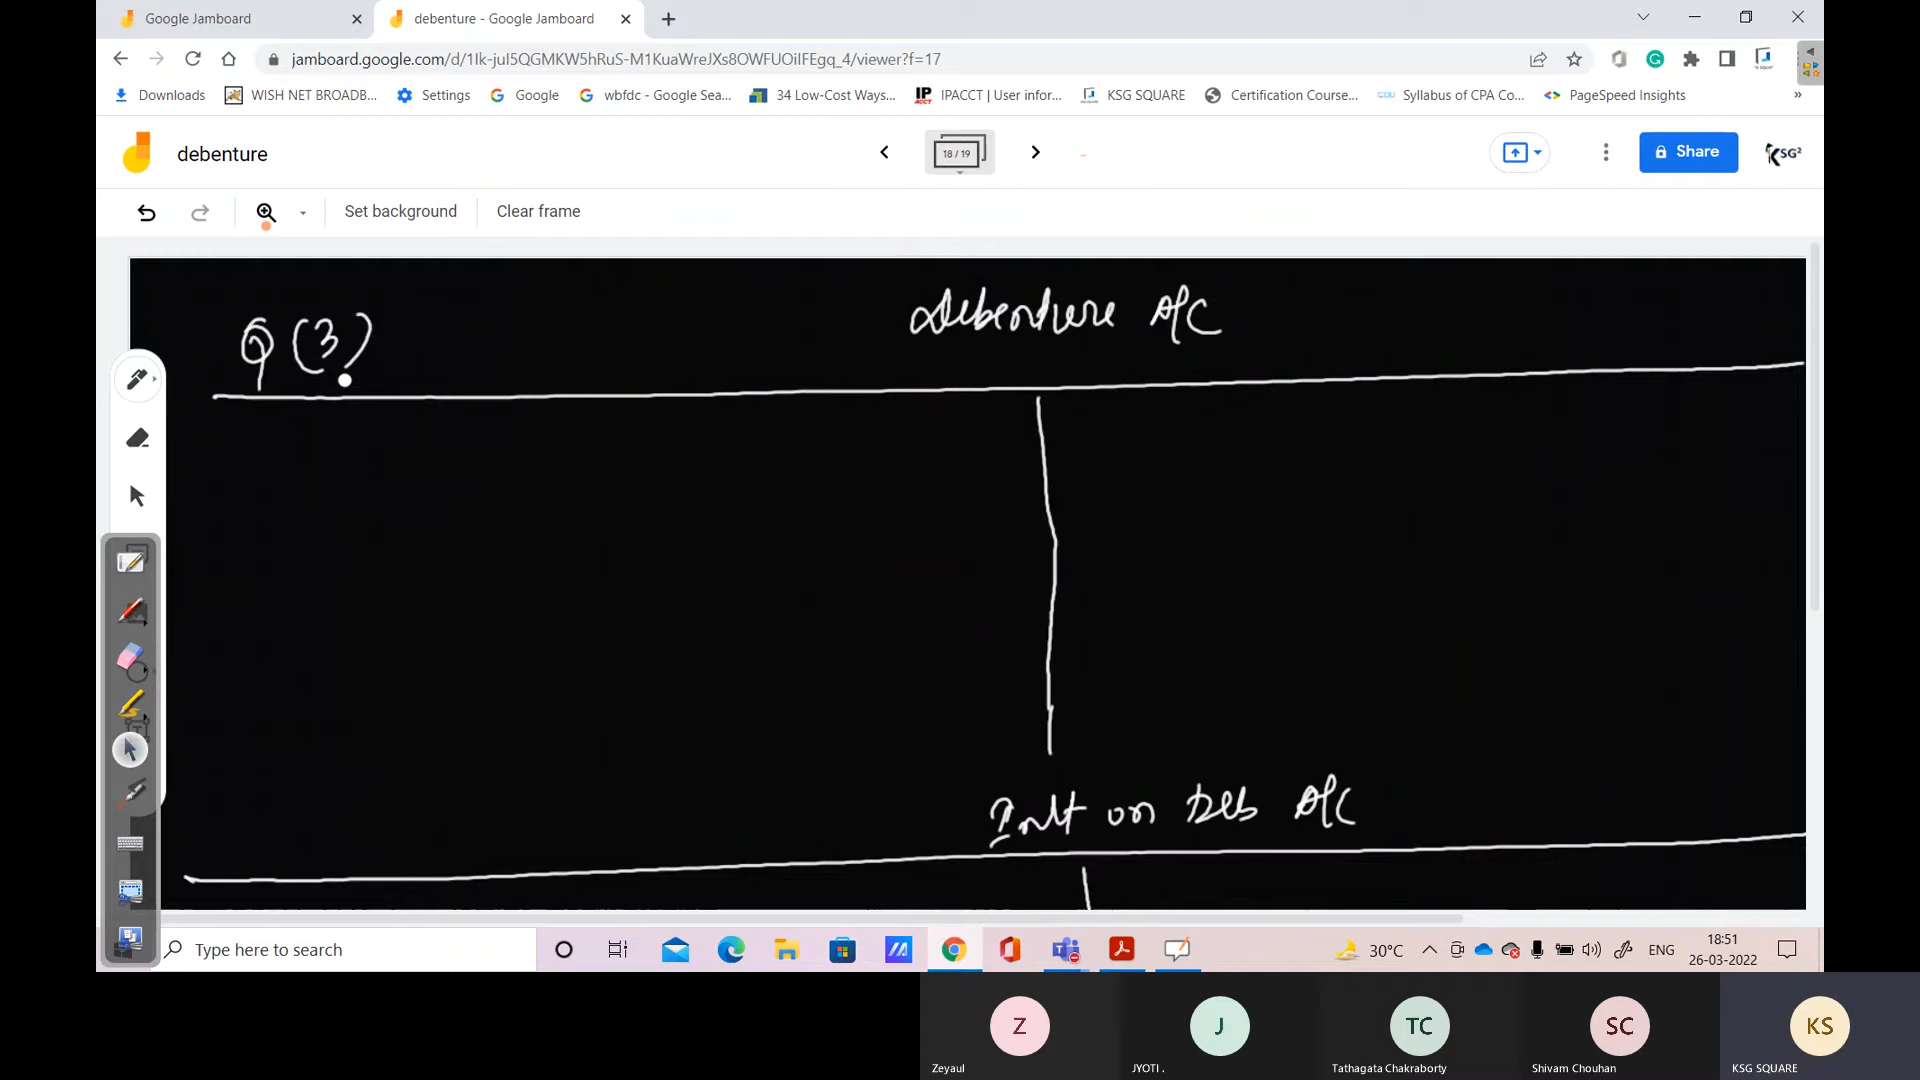 Google Jamboard
debenture - Google Jamboard
jamboard.google.com/d/1Ik-juI5QGMKW5hRuS-M1KuaWreJXs8OWFUOiIFEgq_4/viewer?f=17
Downloads WISH NET BROADB... Settings Google wbfdc - Google Sea... 34 Low-Cost Ways... IPACCT | User infor... KSG SQUARE Certification Course... Syllabus of CPA Co... PageSpeed Insights »
debenture
18 / 19
Share
KSG²
Set background Clear frame
Q (3)
Debenture A/C
Int on Deb A/C
Type here to search
30°C
ENG
18:51
26-03-2022
Z J TC SC KS
Zeyaul JYOTI . Tathagata Chakraborty Shivam Chouhan KSG SQUARE